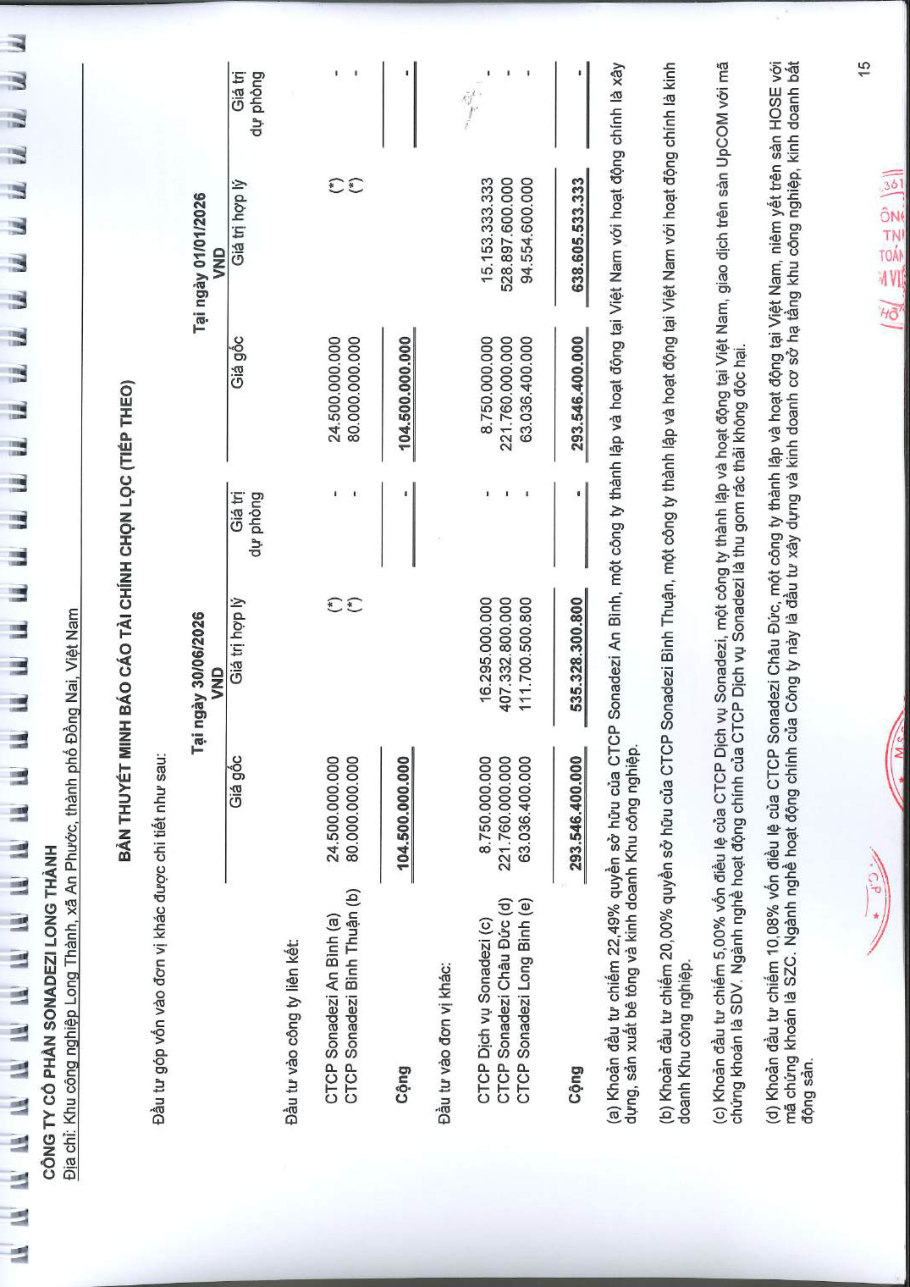 CÔNG TY CỔ PHẦN SONADEZI LONG THÀNH
Địa chỉ: Khu công nghiệp Long Thành, xã An Phước, thành phố Đồng Nai, Việt Nam
BẢN THUYẾT MINH BÁO CÁO TÀI CHÍNH CHỌN LỌC (TIẾP THEO)
Đầu tư góp vốn vào đơn vị khác được chi tiết như sau:
Tại ngày 30/06/2026 Tại ngày 01/01/2026
VND VND
Giá gốc Giá trị hợp lý Giá trị dự phòng Giá gốc Giá trị hợp lý Giá trị dự phòng
Đầu tư vào công ty liên kết:
CTCP Sonadezi An Bình (a) 24.500.000.000 (*) - 24.500.000.000 (*) -
CTCP Sonadezi Bình Thuận (b) 80.000.000.000 (*) - 80.000.000.000 (*) -
Cộng 104.500.000.000 - 104.500.000.000 -
Đầu tư vào đơn vị khác:
CTCP Dịch vụ Sonadezi (c) 8.750.000.000 16.295.000.000 - 8.750.000.000 15.153.333.333 -
CTCP Sonadezi Châu Đức (d) 221.760.000.000 407.332.800.000 - 221.760.000.000 528.897.600.000 -
CTCP Sonadezi Long Bình (e) 63.036.400.000 111.700.500.800 - 63.036.400.000 94.554.600.000 -
Cộng 293.546.400.000 535.328.300.800 - 293.546.400.000 638.605.533.333 -
(a) Khoản đầu tư chiếm 22,49% quyền sở hữu của CTCP Sonadezi An Bình, một công ty thành lập và hoạt động tại Việt Nam với hoạt động chính là xây
dựng, sản xuất bê tông và kinh doanh Khu công nghiệp.
(b) Khoản đầu tư chiếm 20,00% quyền sở hữu của CTCP Sonadezi Bình Thuận, một công ty thành lập và hoạt động tại Việt Nam với hoạt động chính là kinh
doanh Khu công nghiệp.
(c) Khoản đầu tư chiếm 5,00% vốn điều lệ của CTCP Dịch vụ Sonadezi, một công ty thành lập và hoạt động tại Việt Nam, giao dịch trên sàn UpCOM với mã
chứng khoán là SDV. Ngành nghề hoạt động chính của CTCP Dịch vụ Sonadezi là thu gom rác thải không độc hại.
(d) Khoản đầu tư chiếm 10,08% vốn điều lệ của CTCP Sonadezi Châu Đức, một công ty thành lập và hoạt động tại Việt Nam, niêm yết trên sàn HOSE với
mã chứng khoán là SZC. Ngành nghề hoạt động chính của Công ty này là đầu tư xây dựng và kinh doanh cơ sở hạ tầng khu công nghiệp, kinh doanh bất
động sản.
15